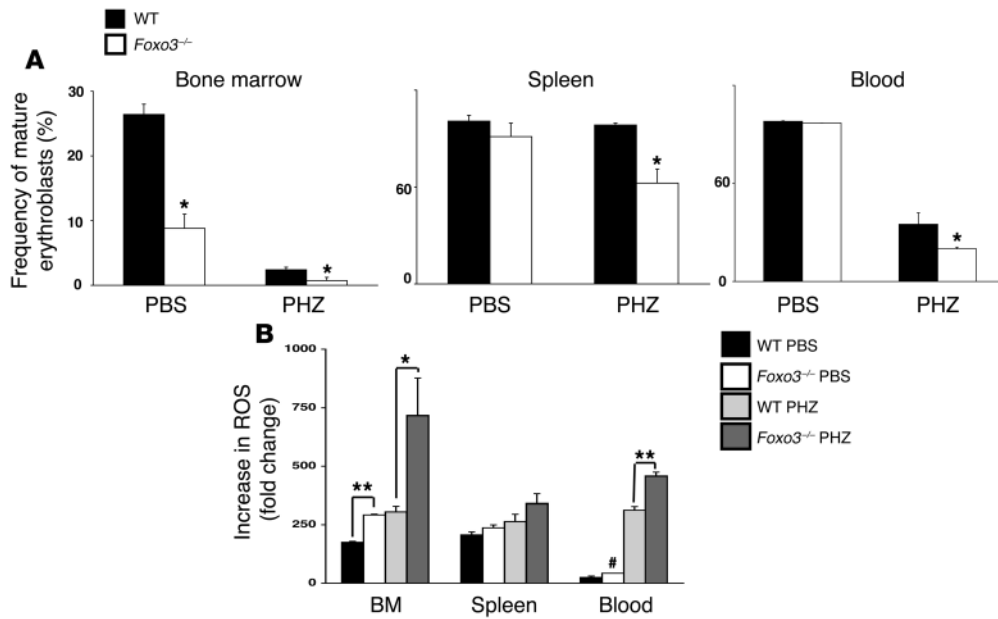 WT
Foxo3–/–
A
Bone marrow
Spleen
Blood
Frequency of mature
erythroblasts (%)
30
20
10
0
*
*
PBS
PHZ
60
0
*
PBS
PHZ
60
0
*
PBS
PHZ
B
Increase in ROS
(fold change)
1000
750
500
250
0
**
*
#
**
BM
Spleen
Blood
WT PBS
Foxo3–/– PBS
WT PHZ
Foxo3–/– PHZ